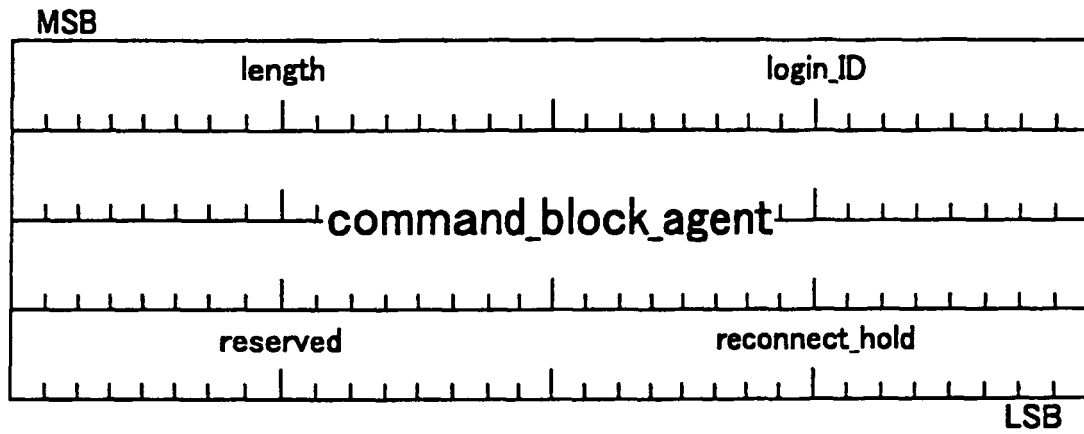 MSB
length login_ID
command_block_agent
reserved reconnect_hold
LSB